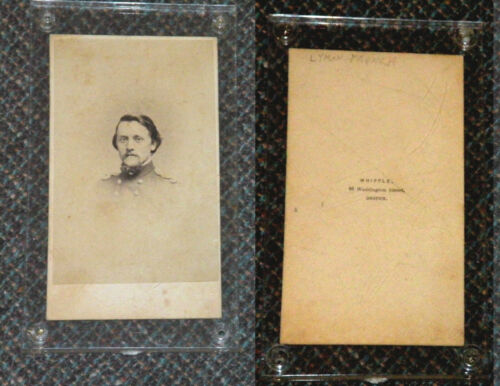 LYMAN FRENCH
WHIPPLE,
96 Washington Street,
BOSTON.